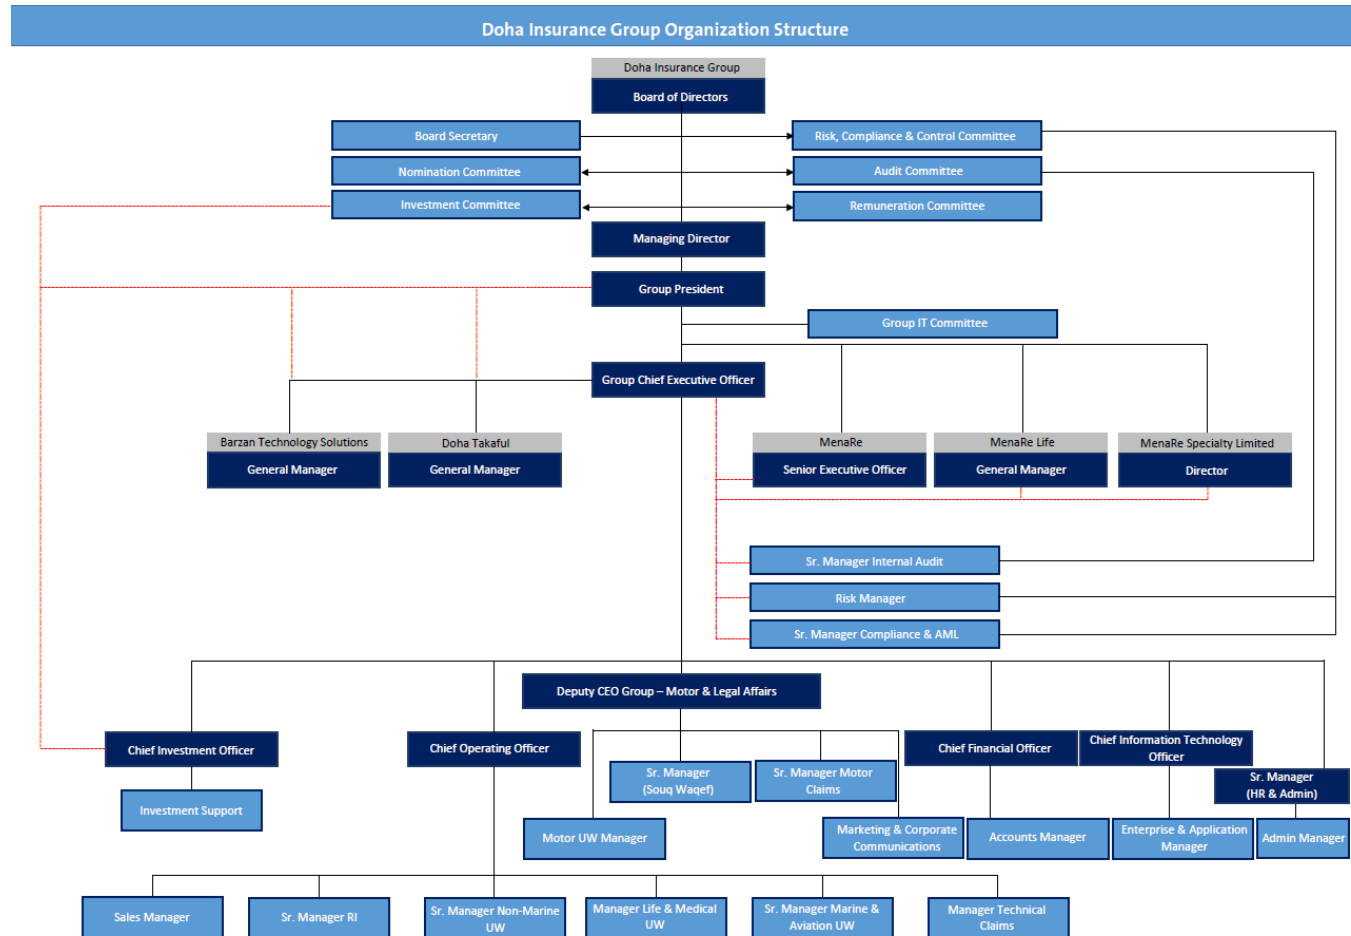 Doha Insurance Group Organization Structure
Doha Insurance Group
Board of Directors
Board Secretary
Risk, Compliance & Control Committee
Nomination Committee
Audit Committee
Investment Committee
Remuneration Committee
Managing Director
Group President
Group IT Committee
Group Chief Executive Officer
Barzan Technology Solutions
General Manager
Doha Takaful
General Manager
MenaRe
Senior Executive Officer
MenaRe Life
General Manager
MenaRe Specialty Limited
Director
Sr. Manager Internal Audit
Risk Manager
Sr. Manager Compliance & AML
Deputy CEO Group – Motor & Legal Affairs
Chief Investment Officer
Chief Operating Officer
Chief Financial Officer
Chief Information Technology
Officer
Sr. Manager
(Souq Waqef)
Sr. Manager Motor
Claims
Sr. Manager
(HR & Admin)
Investment Support
Motor UW Manager
Marketing & Corporate
Communications
Accounts Manager
Enterprise & Application
Manager
Admin Manager
Sales Manager
Sr. Manager RI
Sr. Manager Non-Marine
UW
Manager Life & Medical
UW
Sr. Manager Marine &
Aviation UW
Manager Technical
Claims